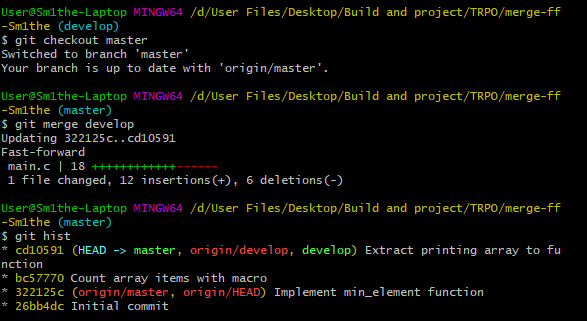 User@Sm1the-Laptop MINGW64 /d/User Files/Desktop/Build and project/TRPO/merge-ff
-Sm1the (develop)
$ git checkout master
Switched to branch 'master'
Your branch is up to date with 'origin/master'.
User@Sm1the-Laptop MINGW64 /d/User Files/Desktop/Build and project/TRPO/merge-ff
-Sm1the (master)
$ git merge develop
Updating 322125c..cd10591
Fast-forward
 main.c | 18 ++++++++++++------
 1 file changed, 12 insertions(+), 6 deletions(-)
User@Sm1the-Laptop MINGW64 /d/User Files/Desktop/Build and project/TRPO/merge-ff
-Sm1the (master)
$ git hist
* cd10591 (HEAD -> master, origin/develop, develop) Extract printing array to fu
nction
* bc57770 Count array items with macro
* 322125c (origin/master, origin/HEAD) Implement min_element function
* 26bb4dc Initial commit